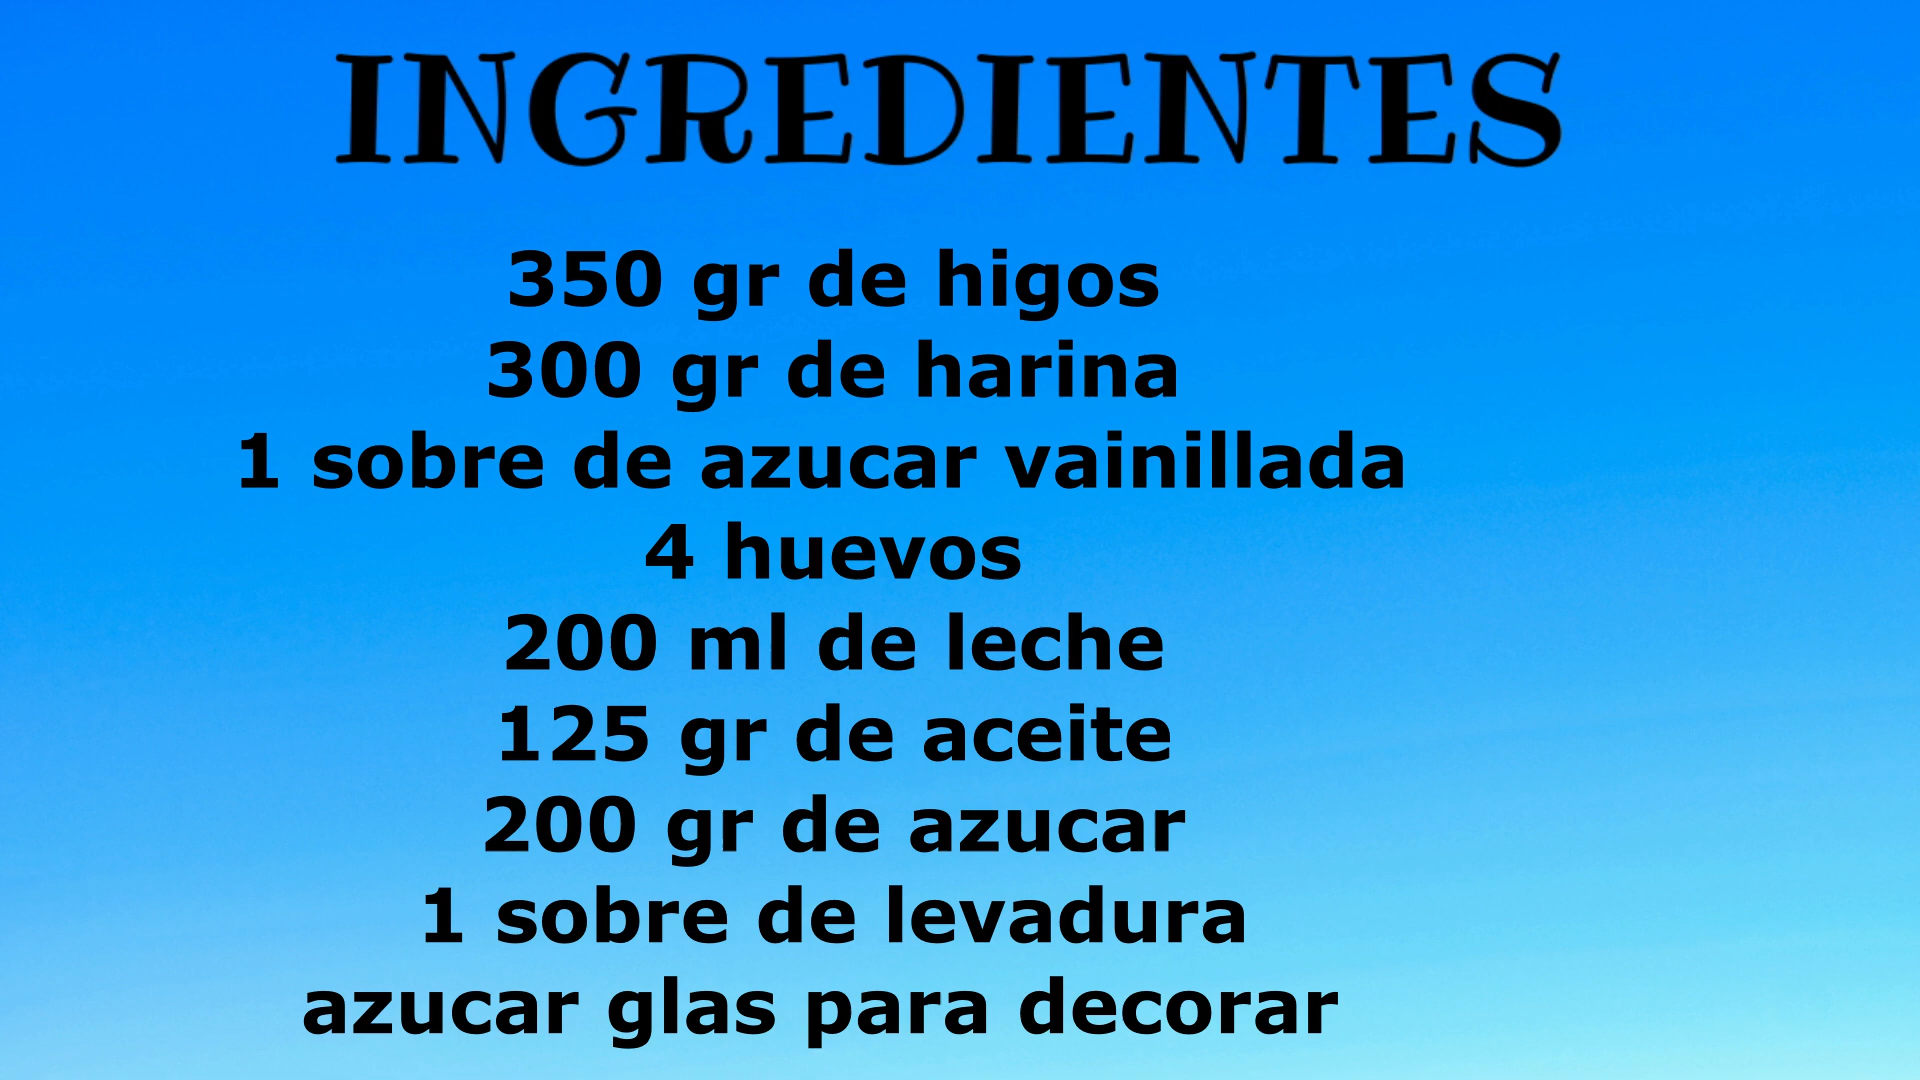 INGREDIENTES
350 gr de higos
300 gr de harina
1 sobre de azucar vainillada
4 huevos
200 ml de leche
125 gr de aceite
200 gr de azucar
1 sobre de levadura
azucar glas para decorar